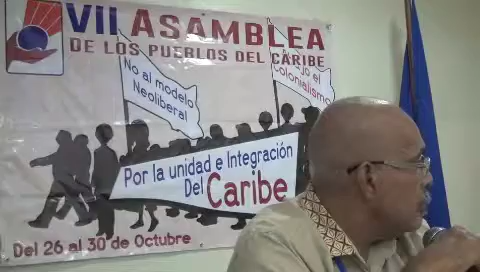 VII ASAMBLEA
DE LOS PUEBLOS DEL CARIBE
No al modelo
Neoliberal
el
Colonialismo
Por la unidad e Integración
Del Caribe
Del 26 al 30 de Octubre